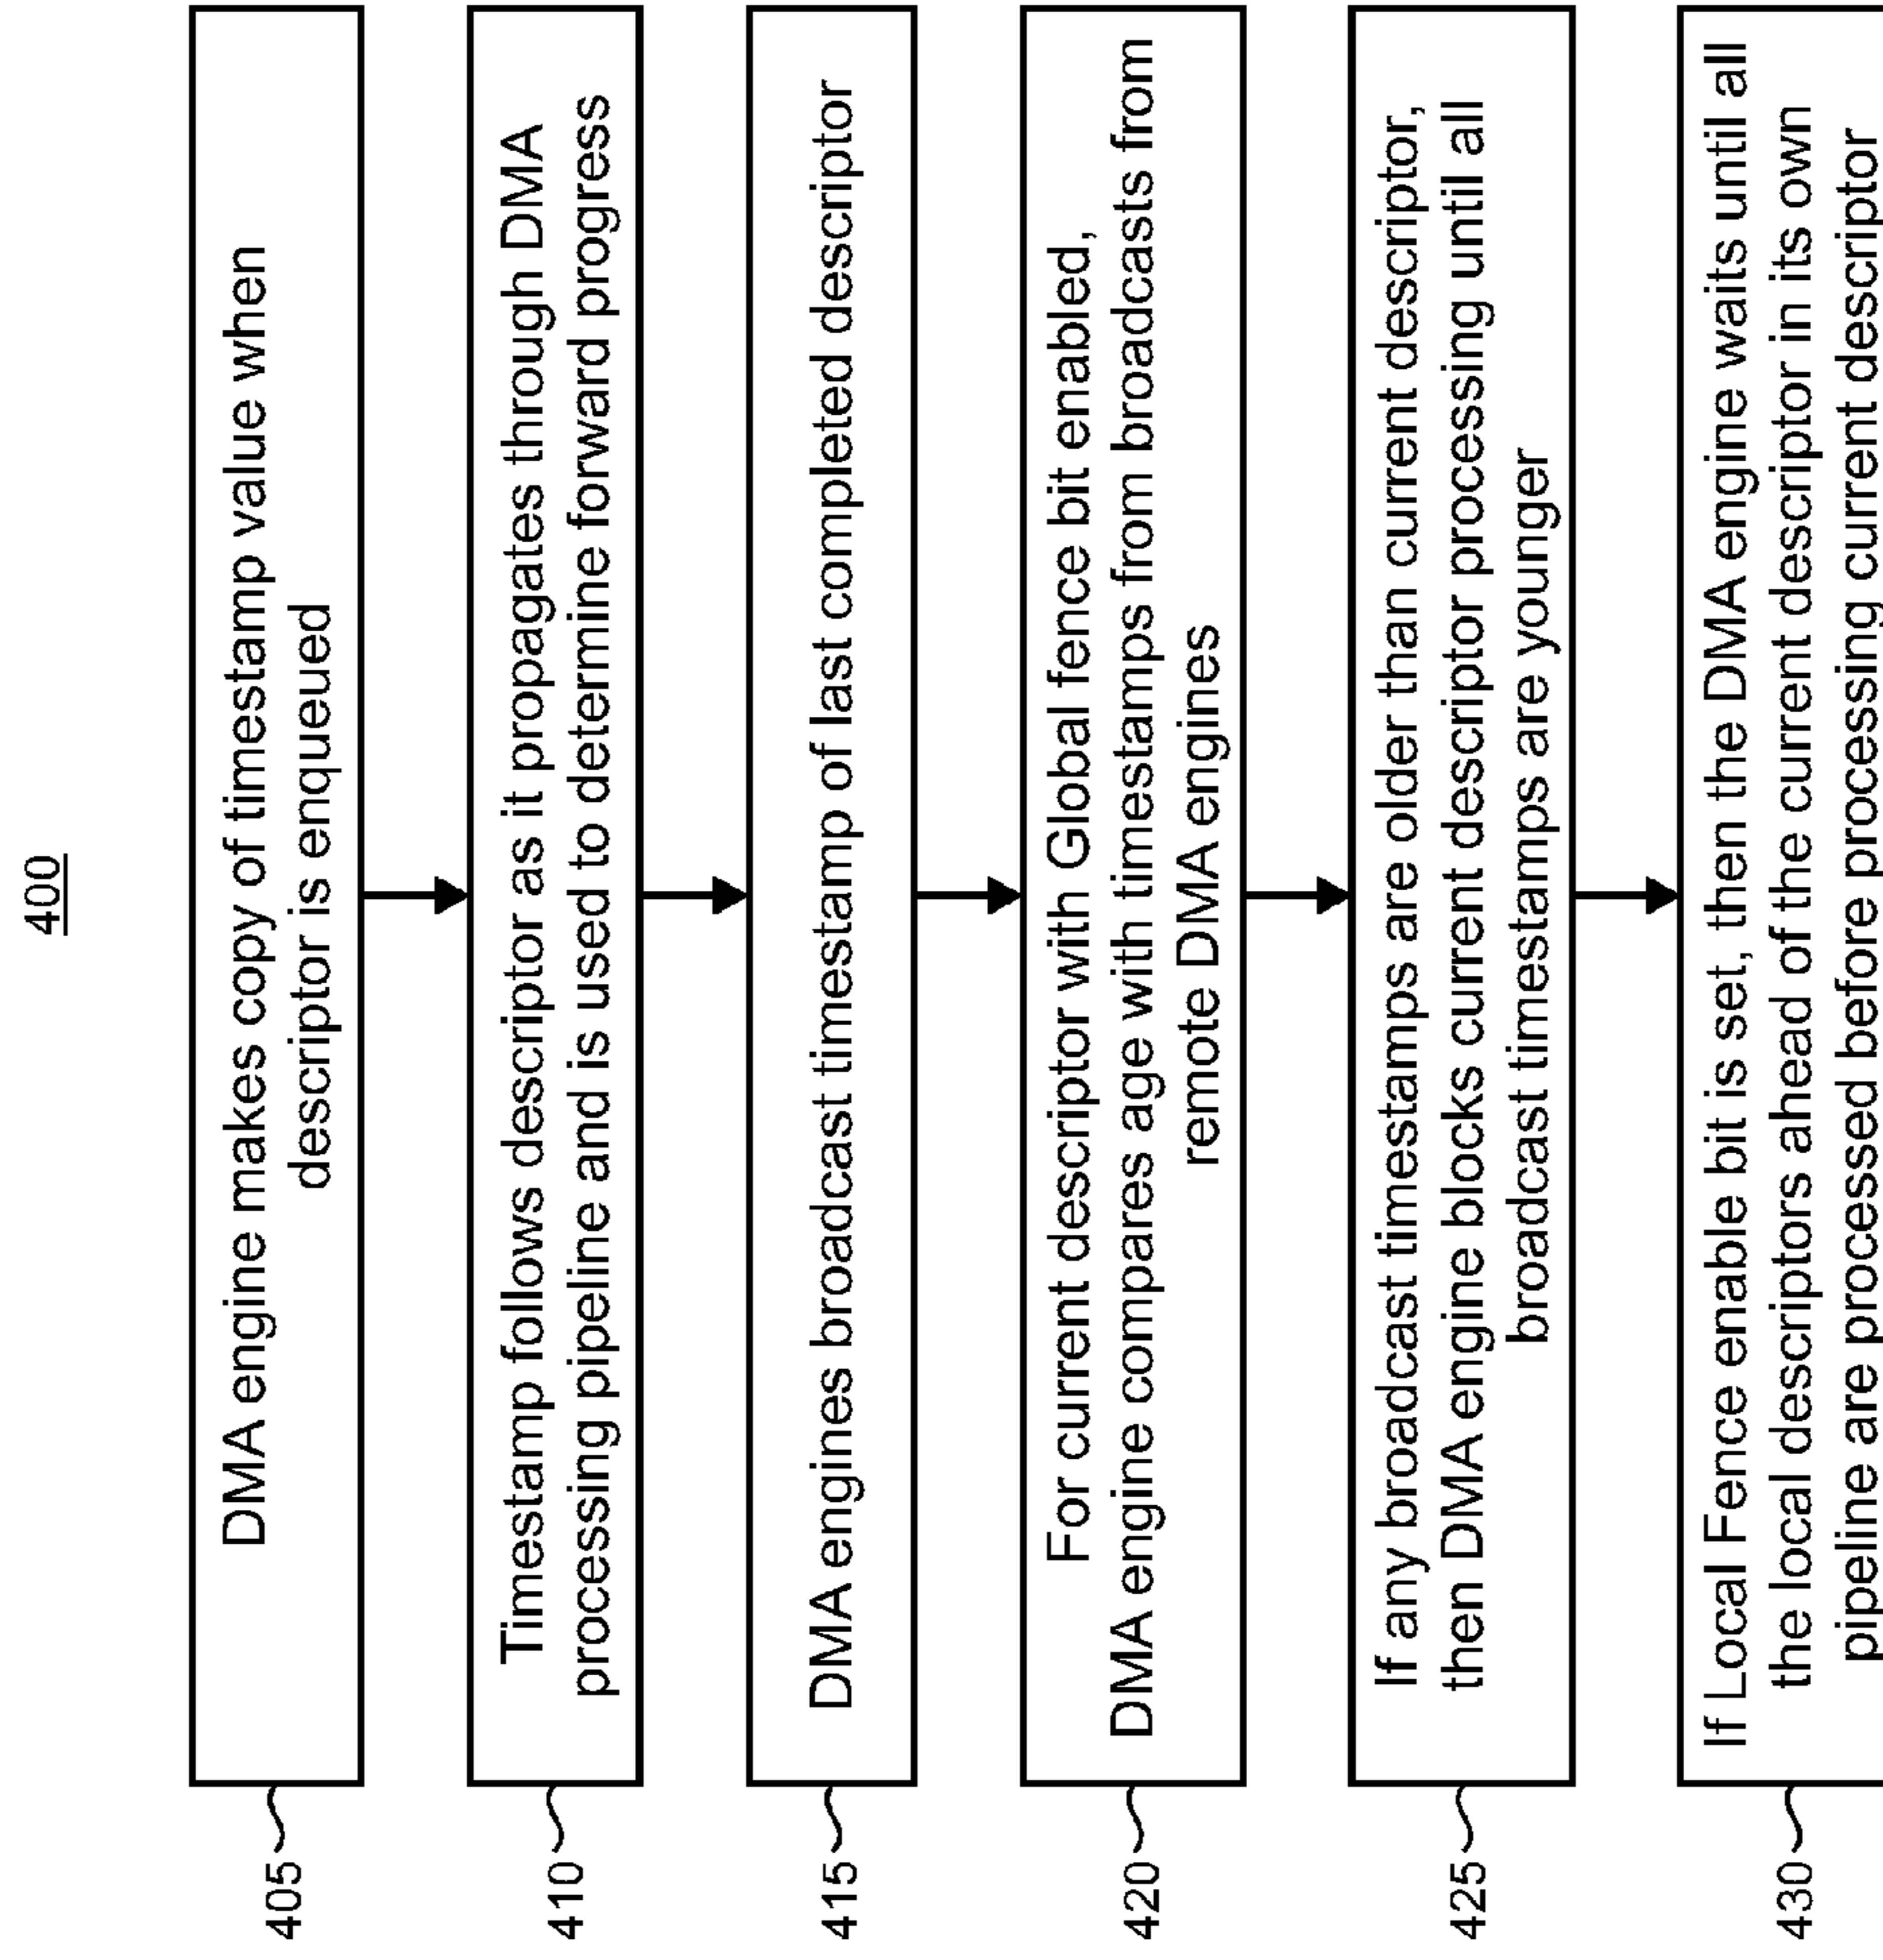 400
405
DMA engine makes copy of timestamp value when
descriptor is enqueued
410
Timestamp follows descriptor as it propagates through DMA
processing pipeline and is used to determine forward progress
415
DMA engines broadcast timestamp of last completed descriptor
420
For current descriptor with Global fence bit enabled,
DMA engine compares age with timestamps from broadcasts from
remote DMA engines
425
If any broadcast timestamps are older than current descriptor,
then DMA engine blocks current descriptor processing until all
broadcast timestamps are younger
430
If Local Fence enable bit is set, then the DMA engine waits until all
the local descriptors ahead of the current descriptor in its own
pipeline are processed before processing current descriptor